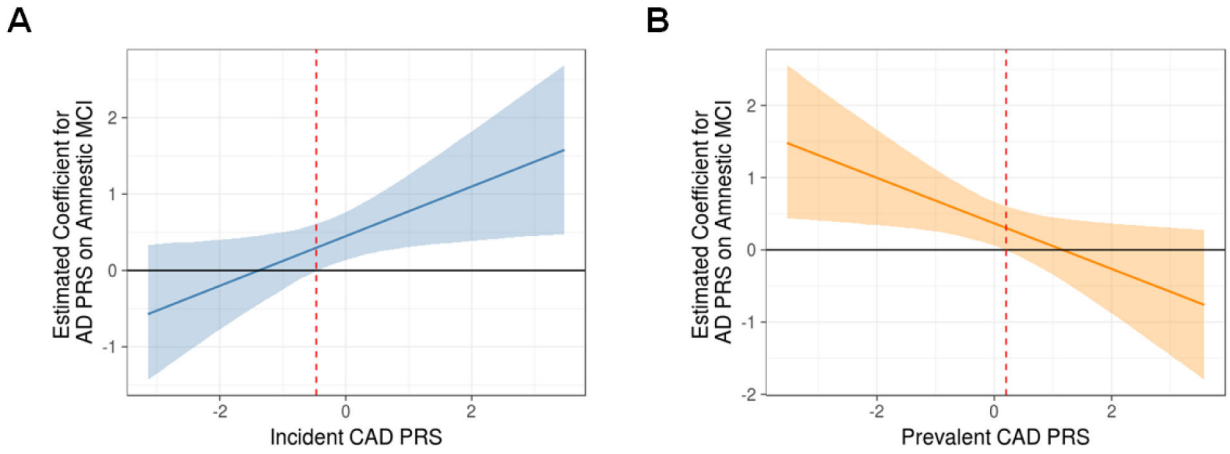 A
Estimated Coefficient for
AD PRS on Amnestic MCI
2
1
0
-1
-2
0
2
Incident CAD PRS
B
Estimated Coefficient for
AD PRS on Amnestic MCI
2
1
0
-1
-2
-2
0
2
Prevalent CAD PRS